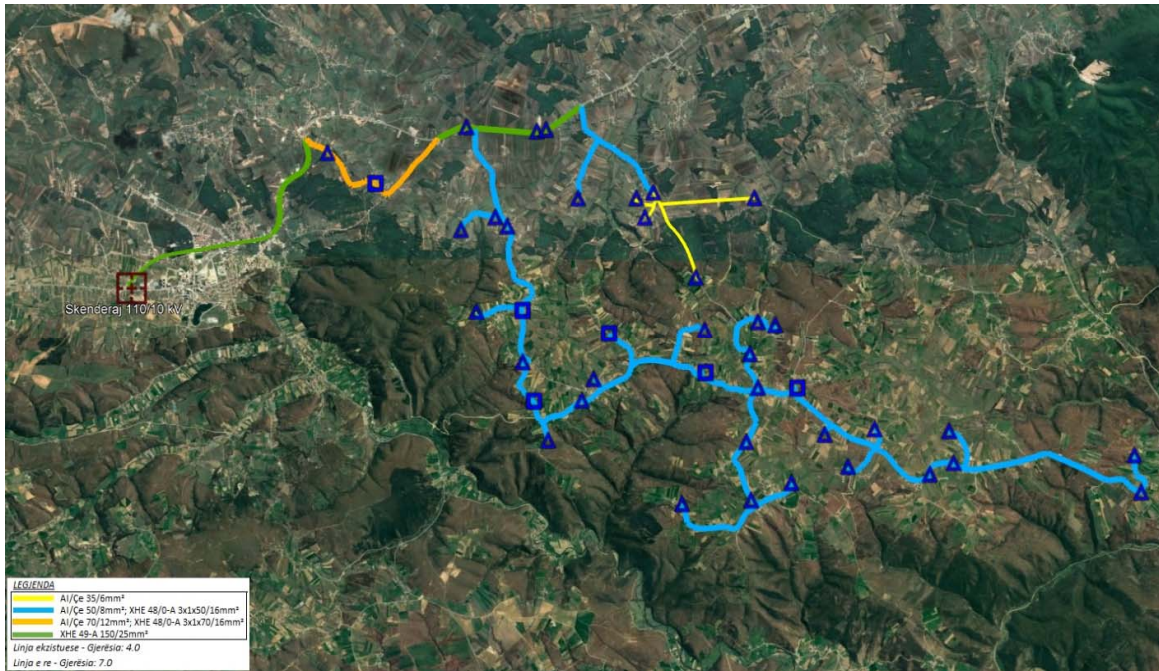 Skenderaj 110/10 kV
LEGJENDA
Al/Çe 35/6mm²
Al/Çe 50/8mm²; XHE 48/0-A 3x1x50/16mm²
Al/Çe 70/12mm²; XHE 48/0-A 3x1x70/16mm²
XHE 49-A 150/25mm²
Linja ekzistuese - Gjerësia: 4.0
Linja e re - Gjerësia: 7.0